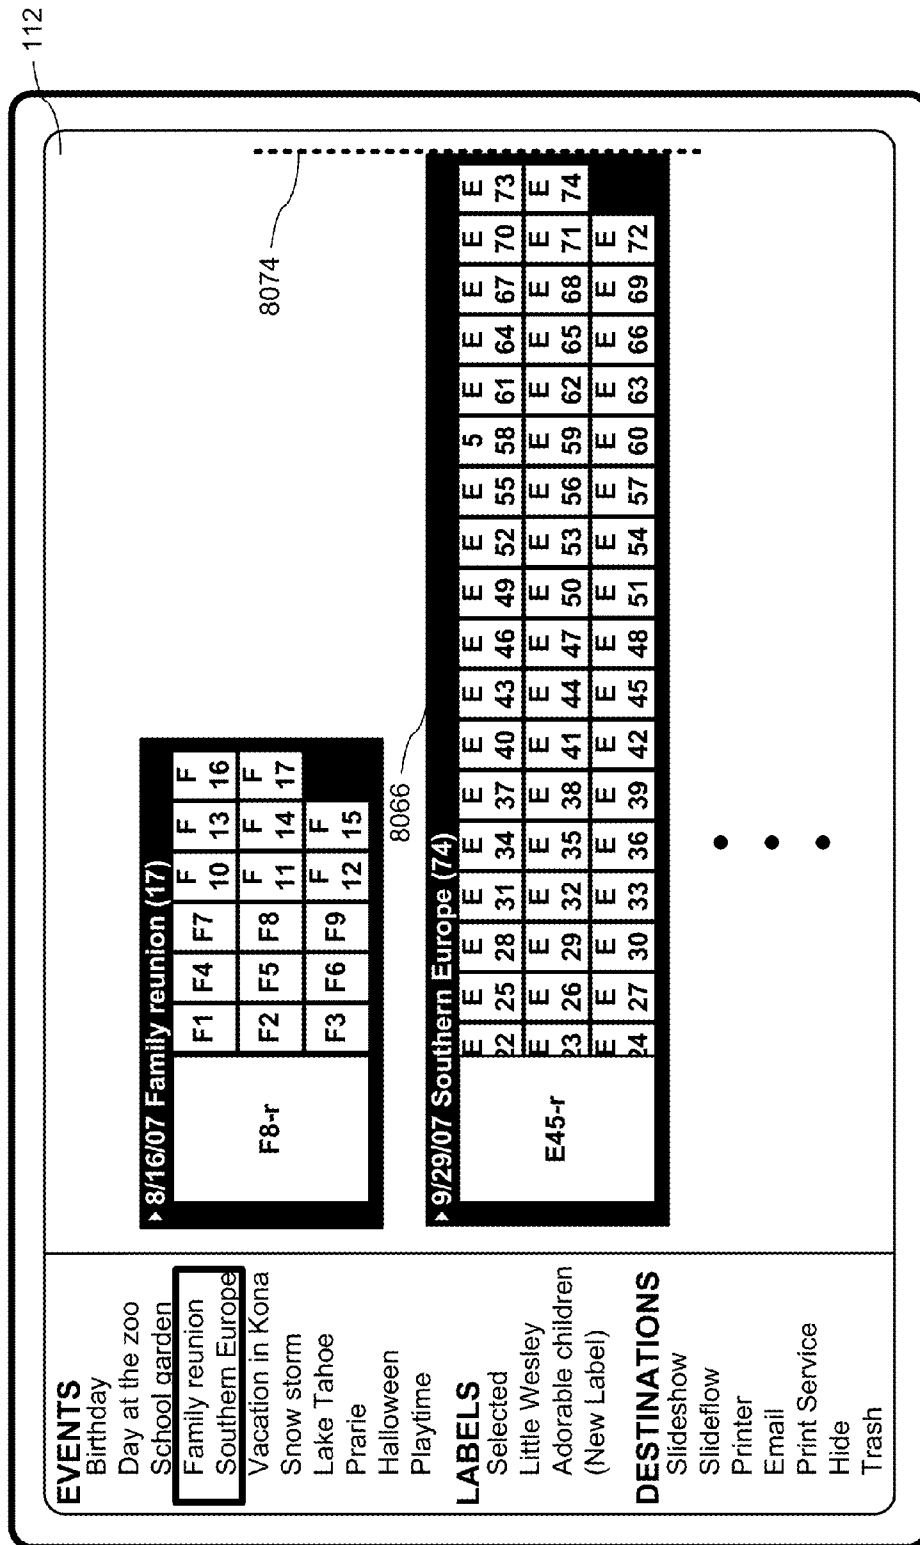 112
EVENTS
Birthday
Day at the zoo
School garden
Family reunion
Southern Europe
Vacation in Kona
Snow storm
Lake Tahoe
Prarie
Halloween
Playtime
LABELS
Selected
Little Wesley
Adorable children
(New Label)
DESTINATIONS
Slideshow
Slideflow
Printer
Email
Print Service
Hide
Trash
8/16/07 Family reunion (17)
F8-r
F1 F4 F7 F 10 F 13 F 16
F2 F5 F8 F 11 F 14 F 17
F3 F6 F9 F 12 F 15
8074
8066
9/29/07 Southern Europe (74)
E45-r
E 22 E 25 E 28 E 31 E 34 E 37 E 40 E 43 E 46 E 49 E 52 E 55 5 58 E 61 E 64 E 67 E 70 E 73
E 23 E 26 E 29 E 32 E 35 E 38 E 41 E 44 E 47 E 50 E 53 E 56 E 59 E 62 E 65 E 68 E 71 E 74
E 24 E 27 E 30 E 33 E 36 E 39 E 42 E 45 E 48 E 51 E 54 E 57 E 60 E 63 E 66 E 69 E 72